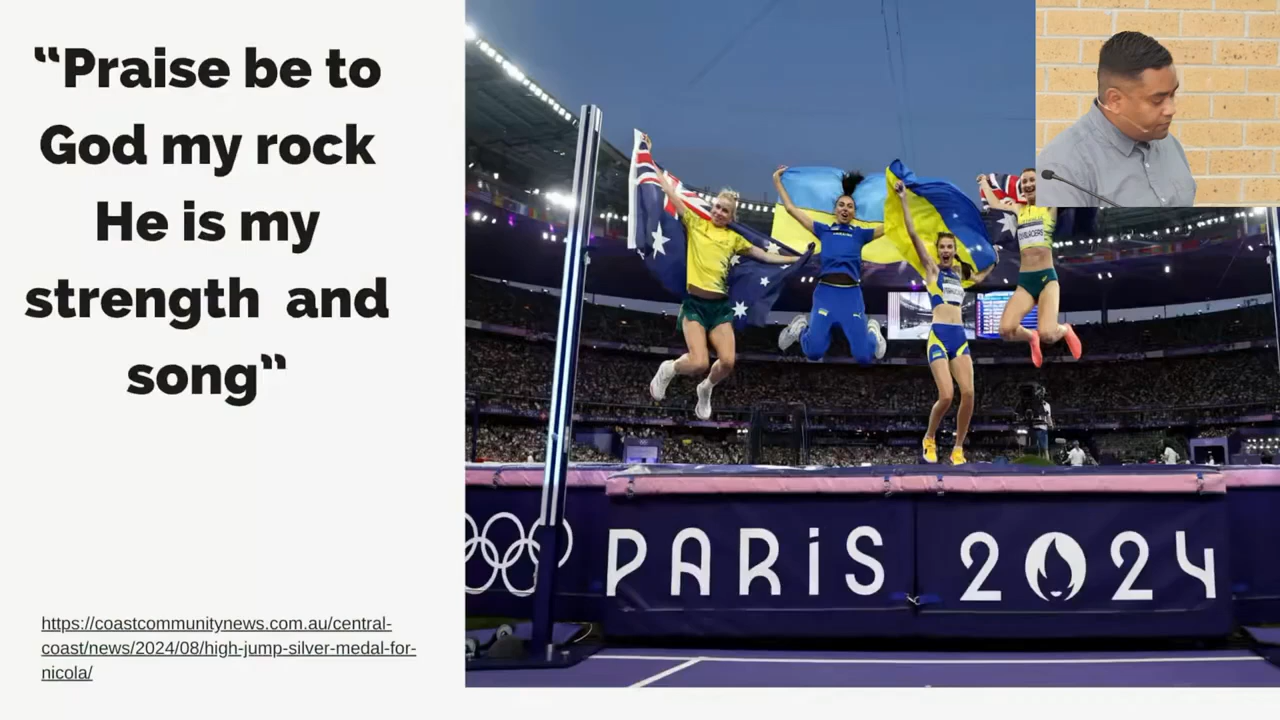 “Praise be to
God my rock
He is my
strength and
song”
https://coastcommunitynews.com.au/central-
coast/news/2024/08/high-jump-silver-medal-for-
nicola/
PARIS 2024